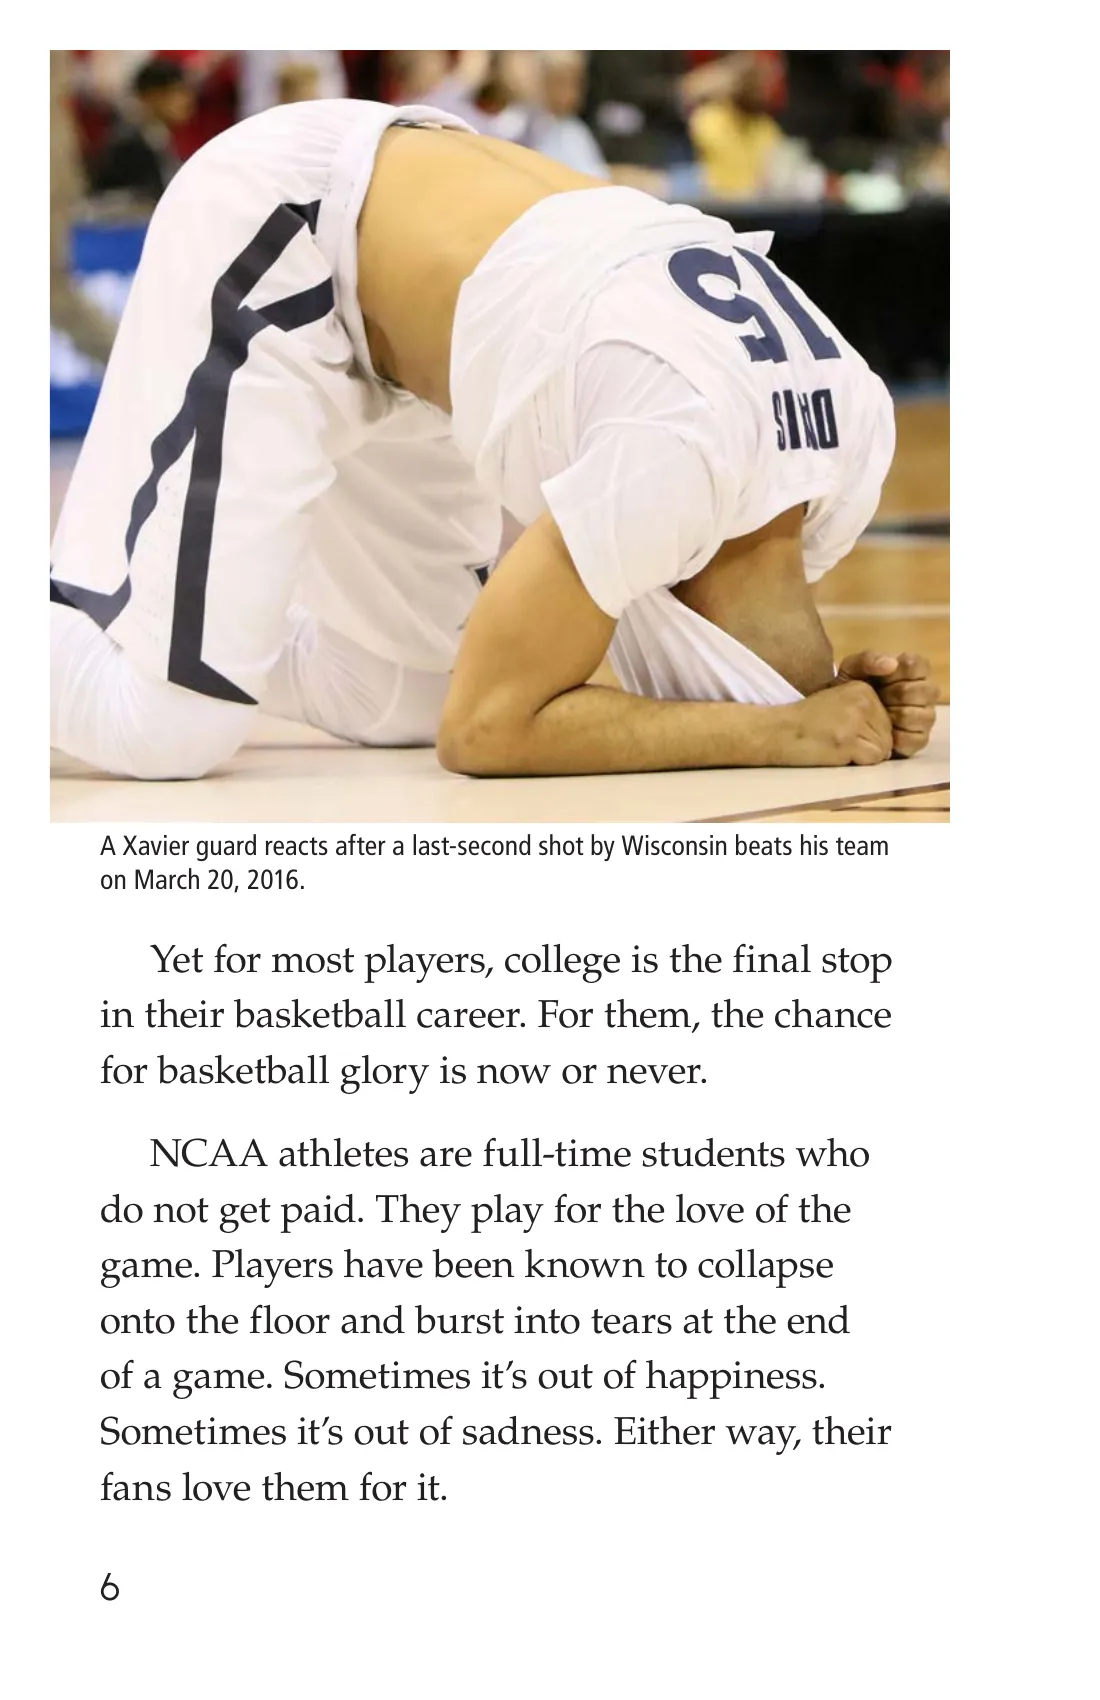 15
DAVIS
A Xavier guard reacts after a last-second shot by Wisconsin beats his team
on March 20, 2016.
Yet for most players, college is the final stop
in their basketball career. For them, the chance
for basketball glory is now or never.
NCAA athletes are full-time students who
do not get paid. They play for the love of the
game. Players have been known to collapse
onto the floor and burst into tears at the end
of a game. Sometimes it’s out of happiness.
Sometimes it’s out of sadness. Either way, their
fans love them for it.
6